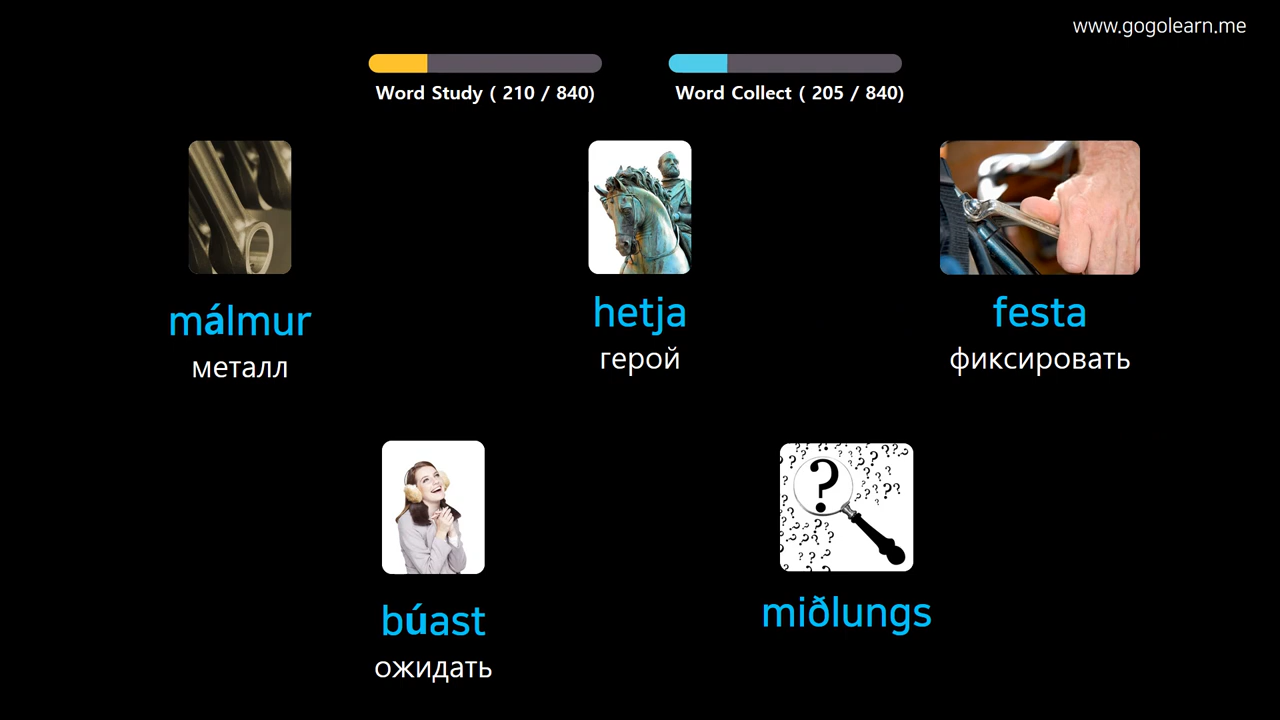 www.gogolearn.me
Word Study ( 210 / 840)
Word Collect ( 205 / 840)
málmur
металл
hetja
герой
festa
фиксировать
búast
ожидать
miðlungs